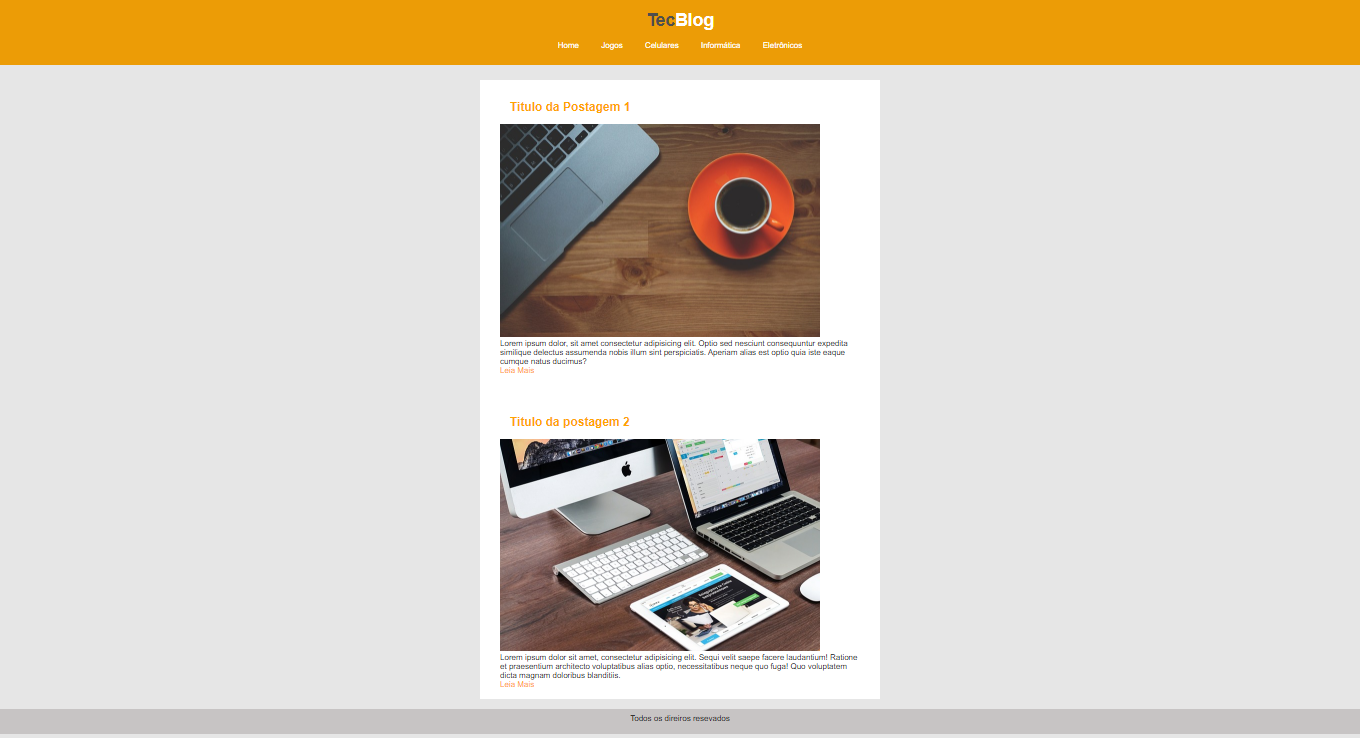 TecBlog
Home Jogos Celulares Informática Eletrônicos
Titulo da Postagem 1
Lorem ipsum dolor, sit amet consectetur adipisicing elit. Optio sed nesciunt consequuntur expedita
similique delectus assumenda nobis illum sint perspiciatis. Aperiam alias est optio quia iste eaque
cumque natus ducimus?
Leia Mais
Titulo da postagem 2
Lorem ipsum dolor sit amet, consectetur adipisicing elit. Sequi velit saepe facere laudantium! Ratione
et praesentium architecto voluptatibus alias optio, necessitatibus neque quo fuga! Quo voluptatem
dicta magnam doloribus blanditiis.
Leia Mais
Todos os direiros resevados